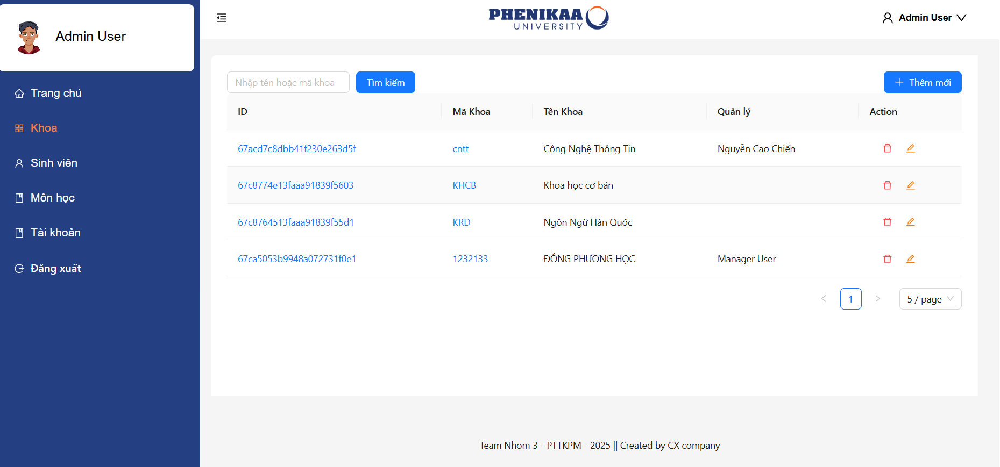 Admin User
Trang chủ
Khoa
Sinh viên
Môn học
Tài khoản
Đăng xuất
PHENIKAA
UNIVERSITY
Admin User
Nhập tên hoặc mã khoa
Tìm kiếm
Thêm mới
ID Mã Khoa Tên Khoa Quản lý Action
67acd7c8dbb41f230e263d5f cntt Công Nghệ Thông Tin Nguyễn Cao Chiến
67c8774e13faaa91839f5603 KHCB Khoa học cơ bản
67c8764513faaa91839f55d1 KRD Ngôn Ngữ Hàn Quốc
67ca5053b9948a072731f0e1 1232133 ĐÔNG PHƯƠNG HỌC Manager User
< 1 > 5 / page
Team Nhom 3 - PTTKPM - 2025 || Created by CX company